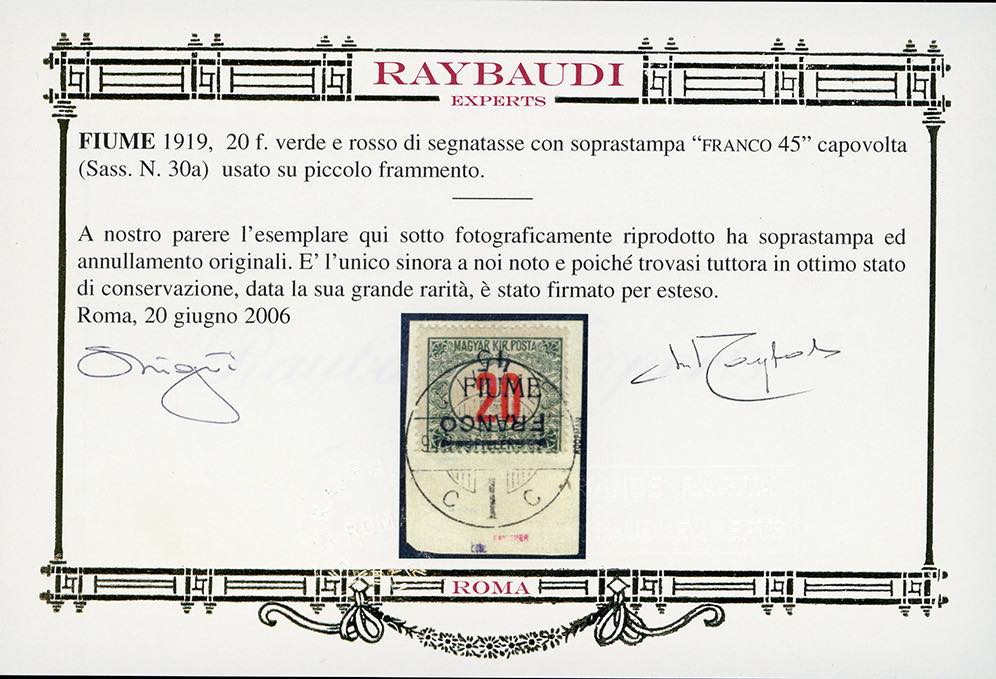 RAYBAUDI
EXPERTS
FIUME 1919, 20 f. verde e rosso di segnatasse con soprastampa “FRANCO 45” capovolta
(Sass. N. 30a) usato su piccolo frammento.
A nostro parere l’esemplare qui sotto fotograficamente riprodotto ha soprastampa ed
annullamento originali. E’ l’unico sinora a noi noto e poiché trovasi tuttora in ottimo stato
di conservazione, data la sua grande rarità, è stato firmato per esteso.
Roma, 20 giugno 2006
MAGYAR KIR. POSTA
45
FIUME
20
FRANCO
C C
ROMA